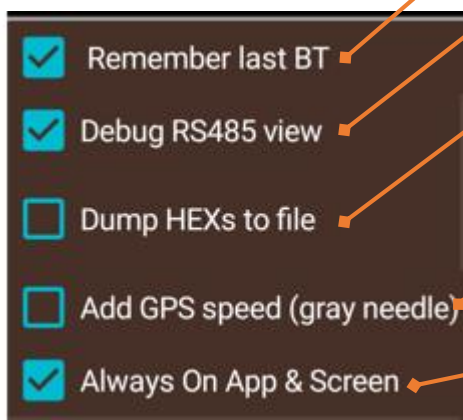 Remember last BT
Debug RS485 view
Dump HEXs to file
Add GPS speed (gray needle)
Always On App & Screen